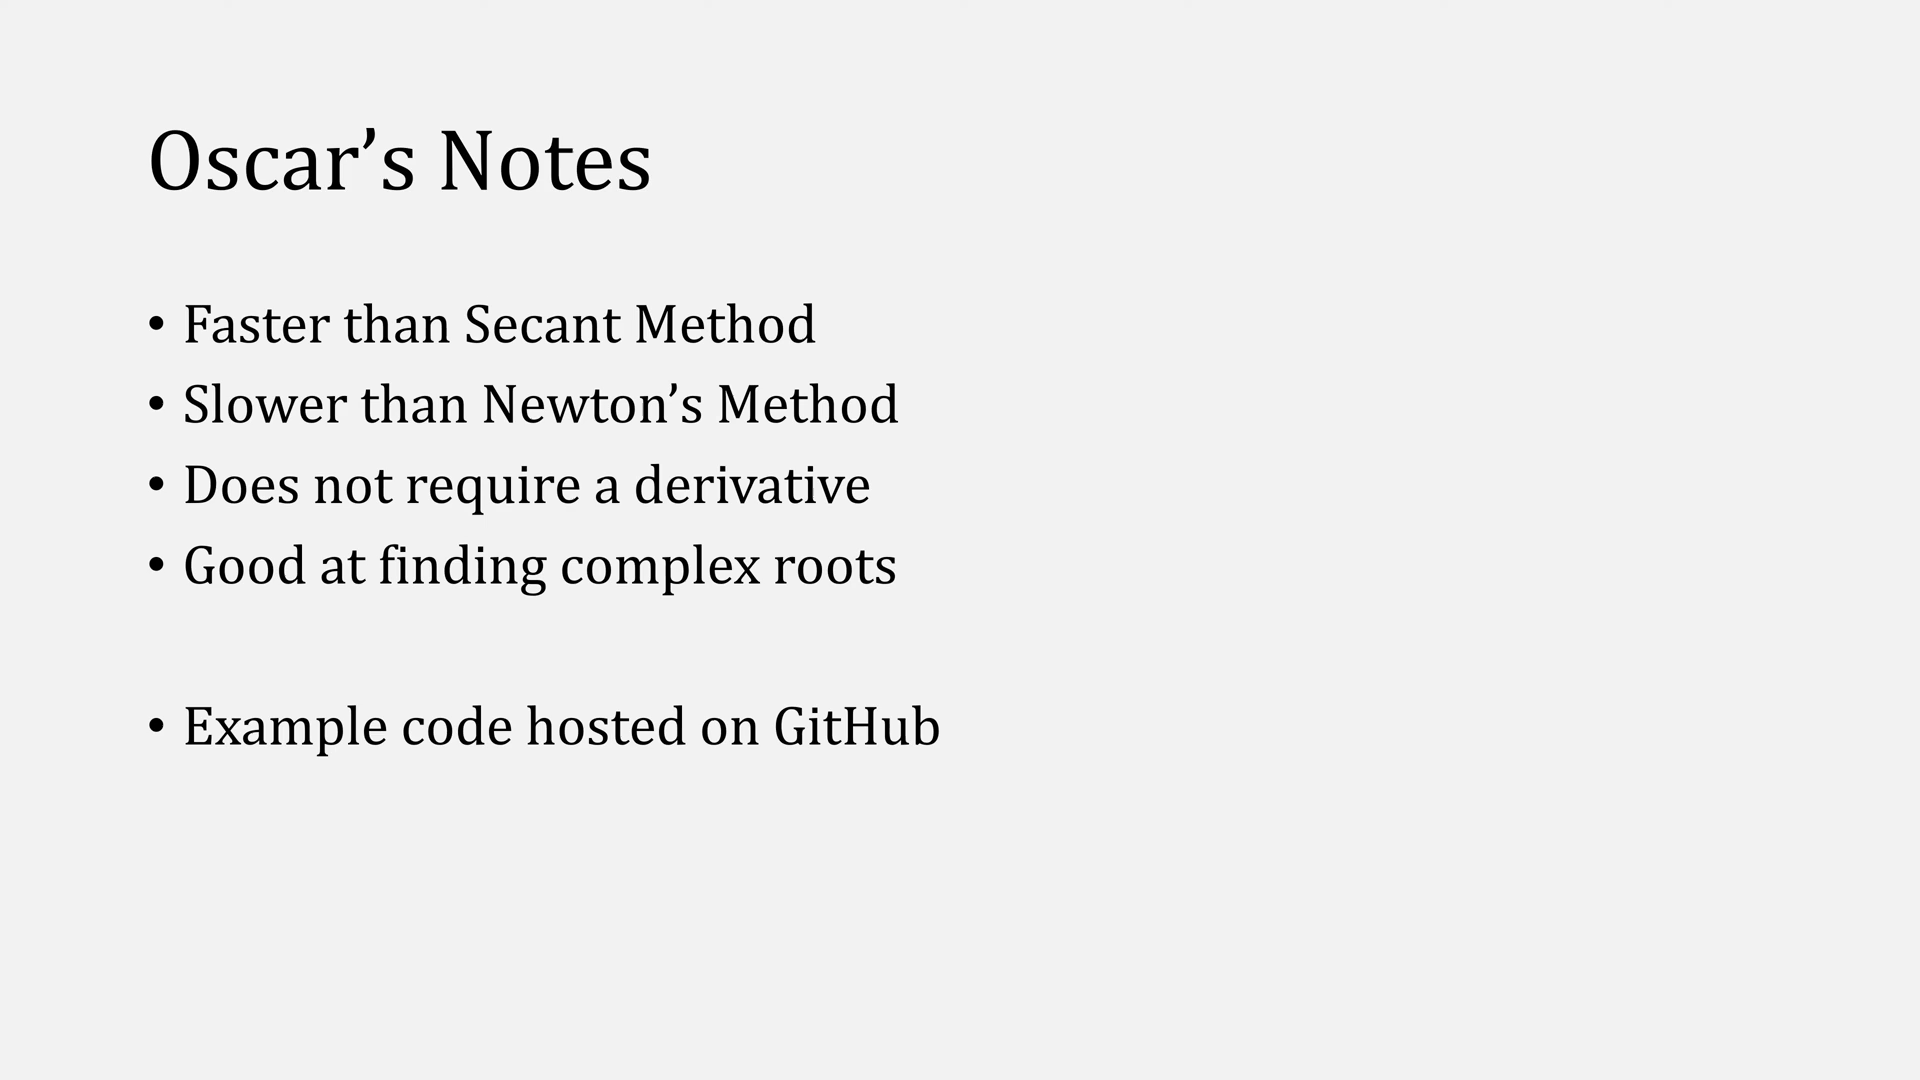 Oscar’s Notes
• Faster than Secant Method
• Slower than Newton’s Method
• Does not require a derivative
• Good at finding complex roots
• Example code hosted on GitHub